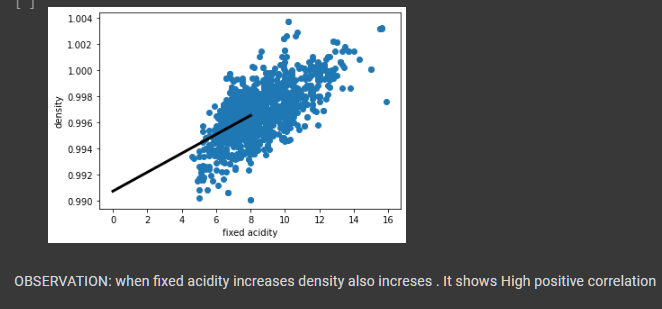 [ ]
1.004
1.002
1.000
0.998
0.996
0.994
0.992
0.990
density
0 2 4 6 8 10 12 14 16
fixed acidity
OBSERVATION: when fixed acidity increases density also increses . It shows High positive correlation